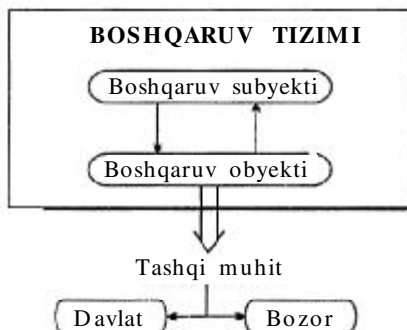 BOSHQARUV TIZIMI
Boshqaruv subyekti
Boshqaruv obyekti
Tashqi muhit
Davlat
Bozor